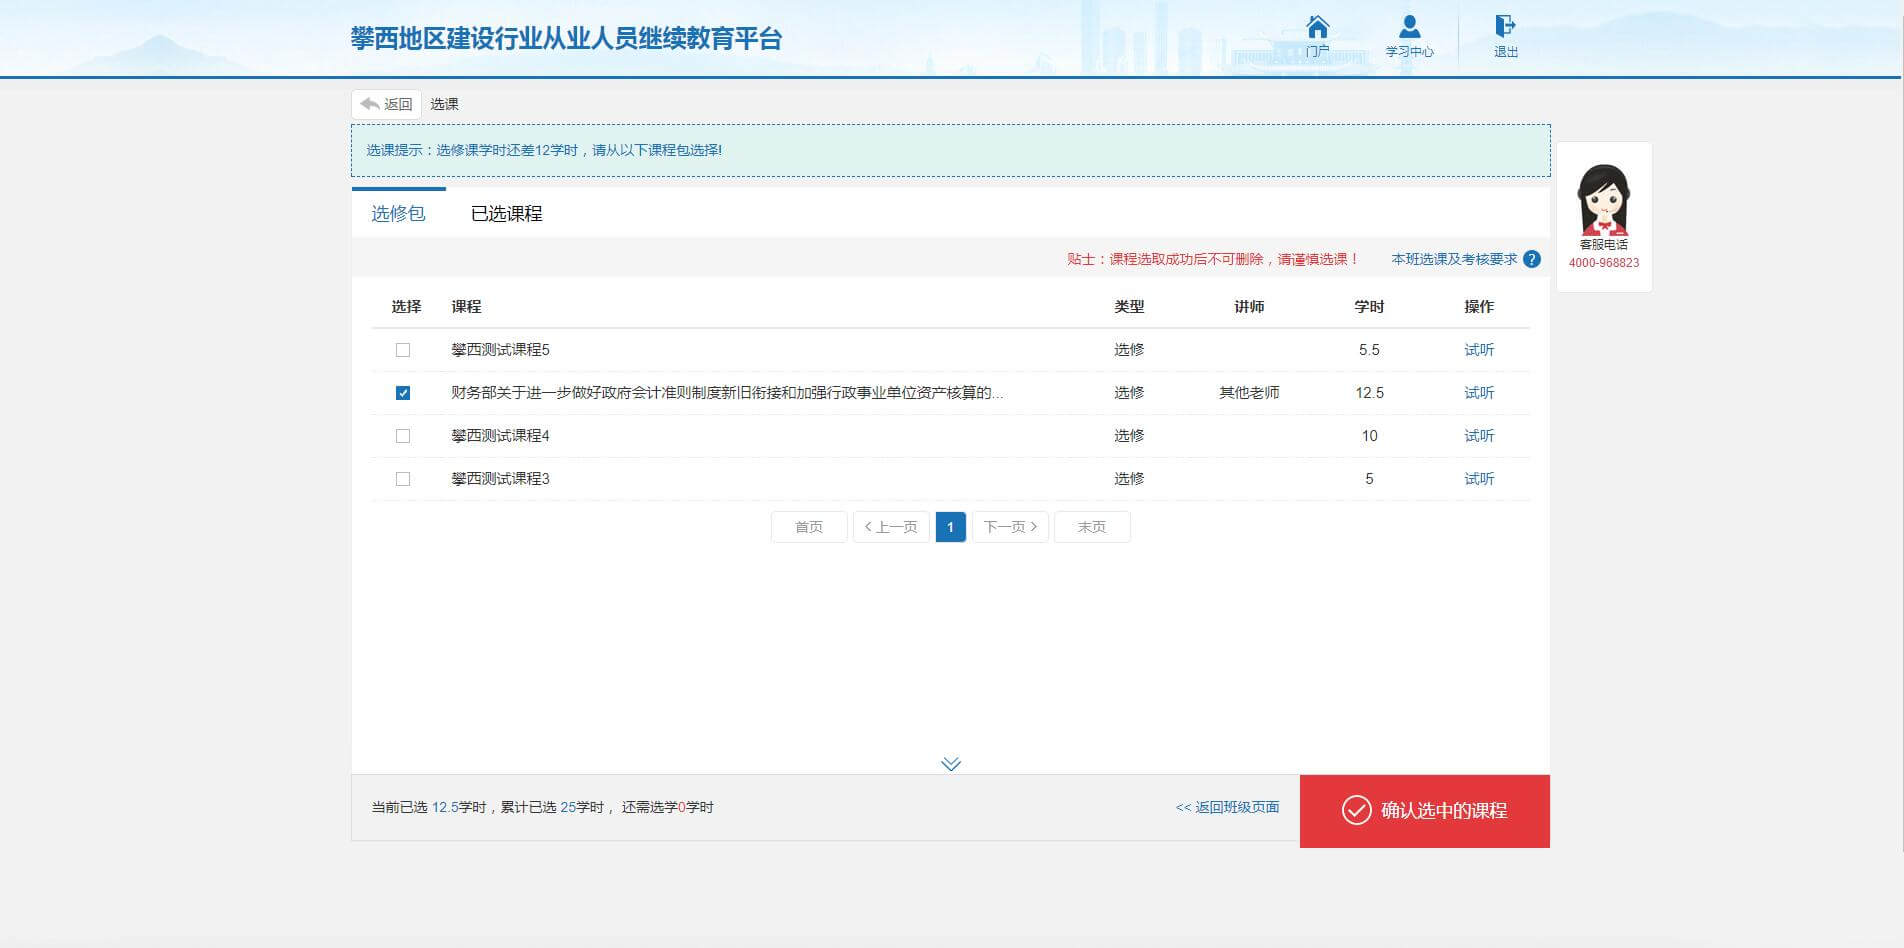 攀西地区建设行业从业人员继续教育平台
门户
学习中心
退出
返回 选课
选课提示：选修课学时还差12学时，请从以下课程包选择!
客服电话
4000-968823
选修包 已选课程
贴士：课程选取成功后不可删除，请谨慎选课！ 本班选课及考核要求 ?
选择 课程 类型 讲师 学时 操作
攀西测试课程5 选修 5.5 试听
财务部关于进一步做好政府会计准则制度新旧衔接和加强行政事业单位资产核算的... 选修 其他老师 12.5 试听
攀西测试课程4 选修 10 试听
攀西测试课程3 选修 5 试听
首页 <上一页 1 下一页> 末页
当前已选 12.5学时，累计已选 25学时， 还需选学0学时 << 返回班级页面 确认选中的课程